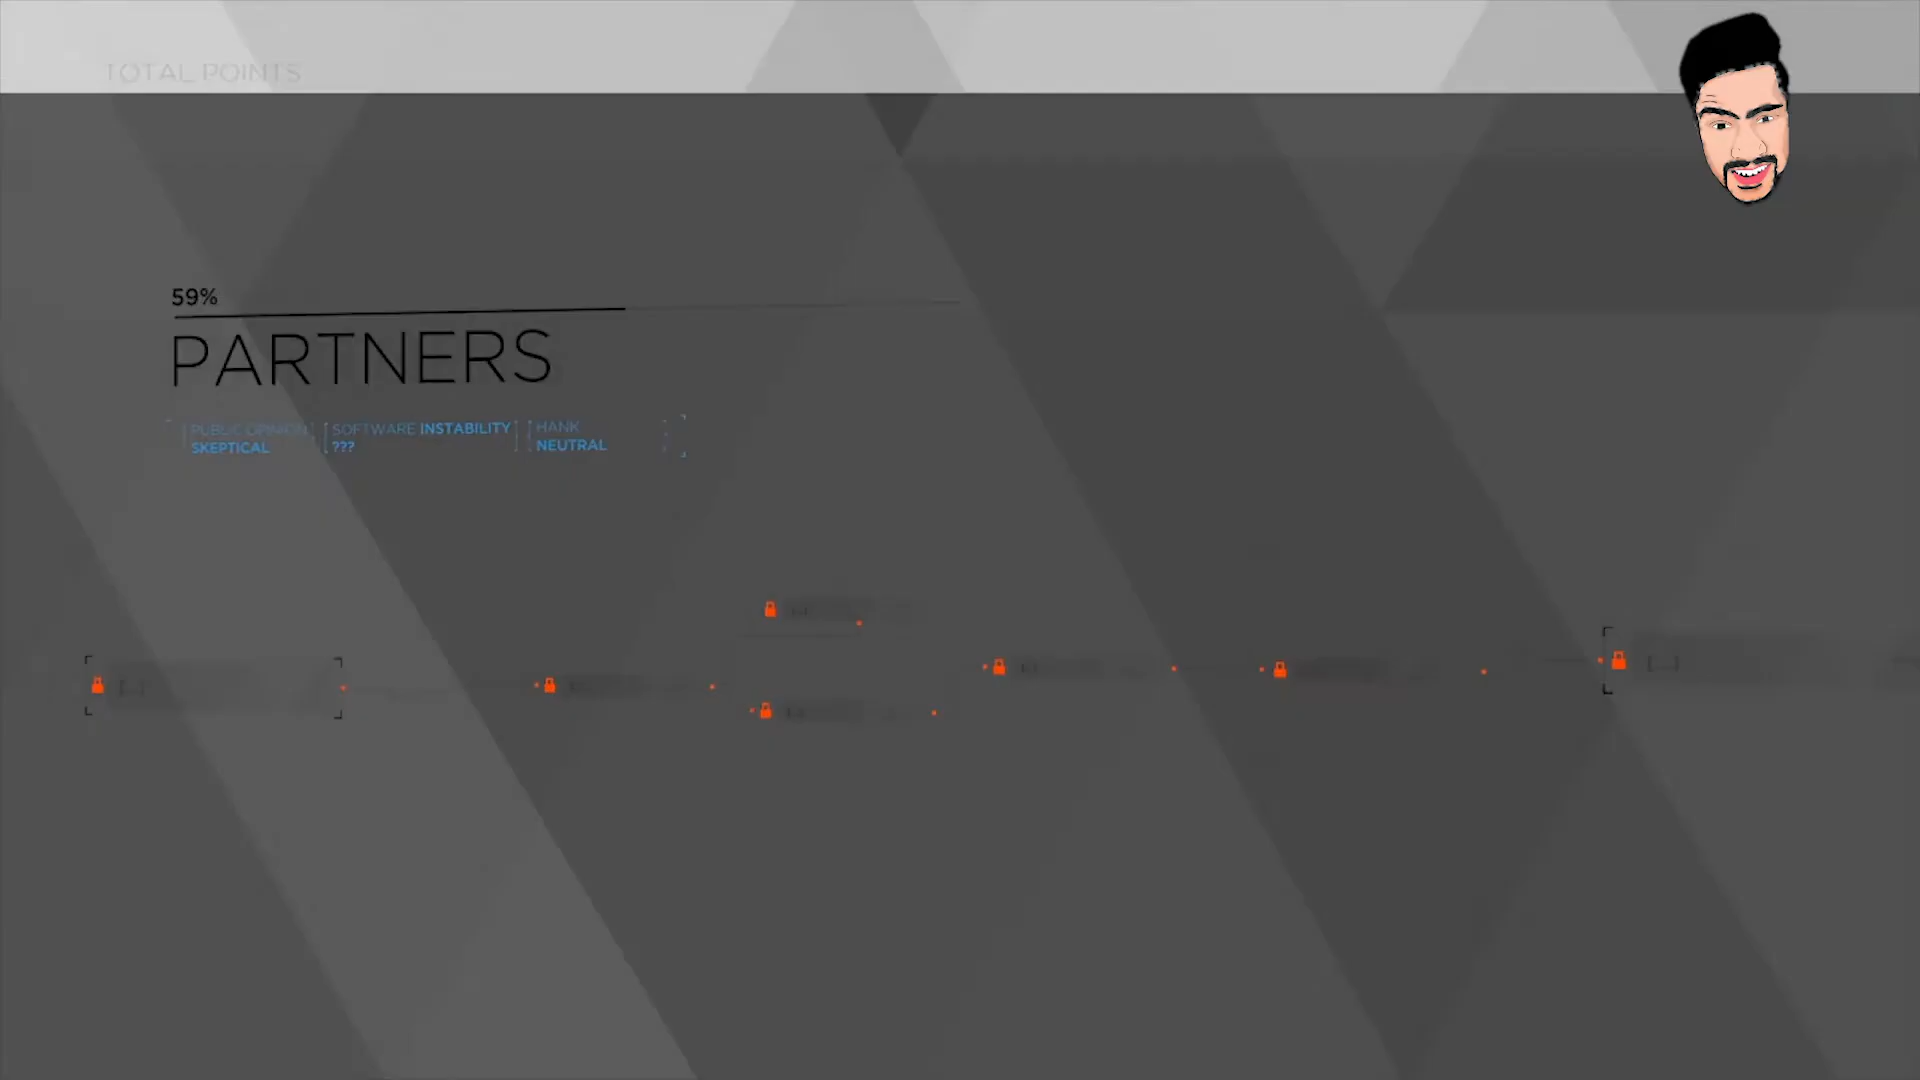 TOTAL POINTS
59%
PARTNERS
PUBLIC OPINION
SKEPTICAL
SOFTWARE INSTABILITY
???
HANK
NEUTRAL